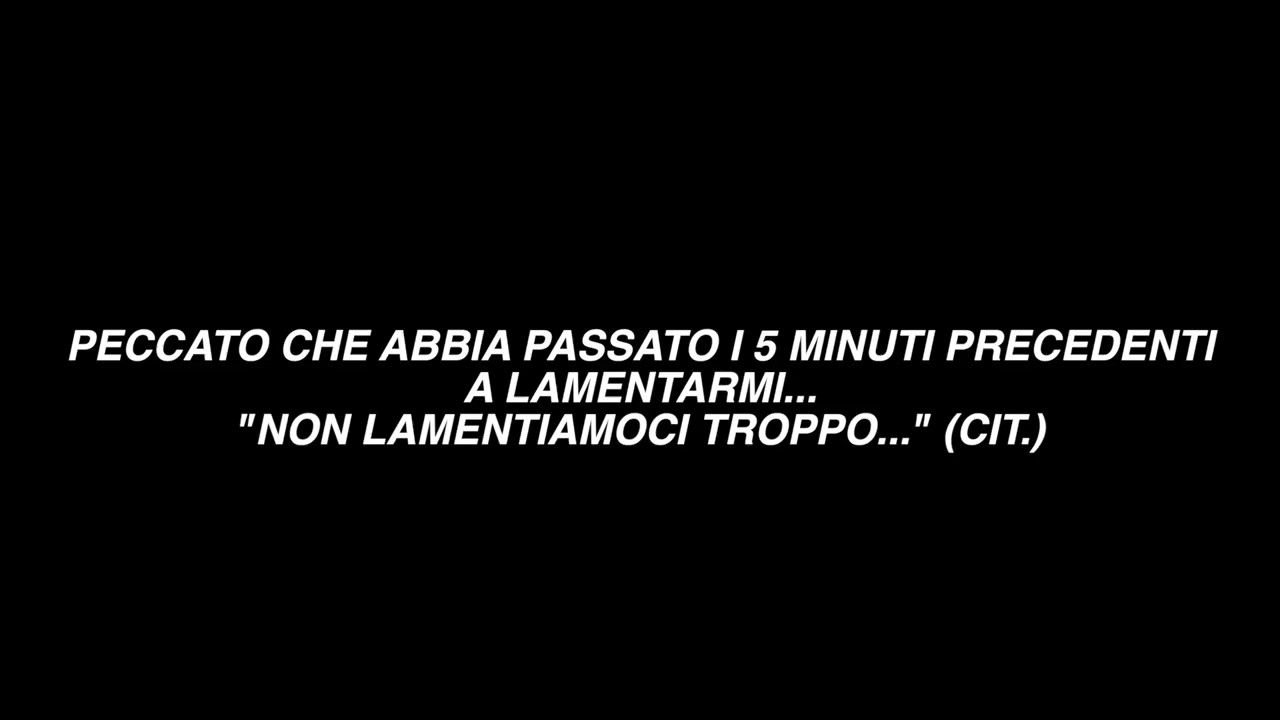 PECCATO CHE ABBIA PASSATO I 5 MINUTI PRECEDENTI
A LAMENTARMI...
"NON LAMENTIAMOCI TROPPO..." (CIT.)